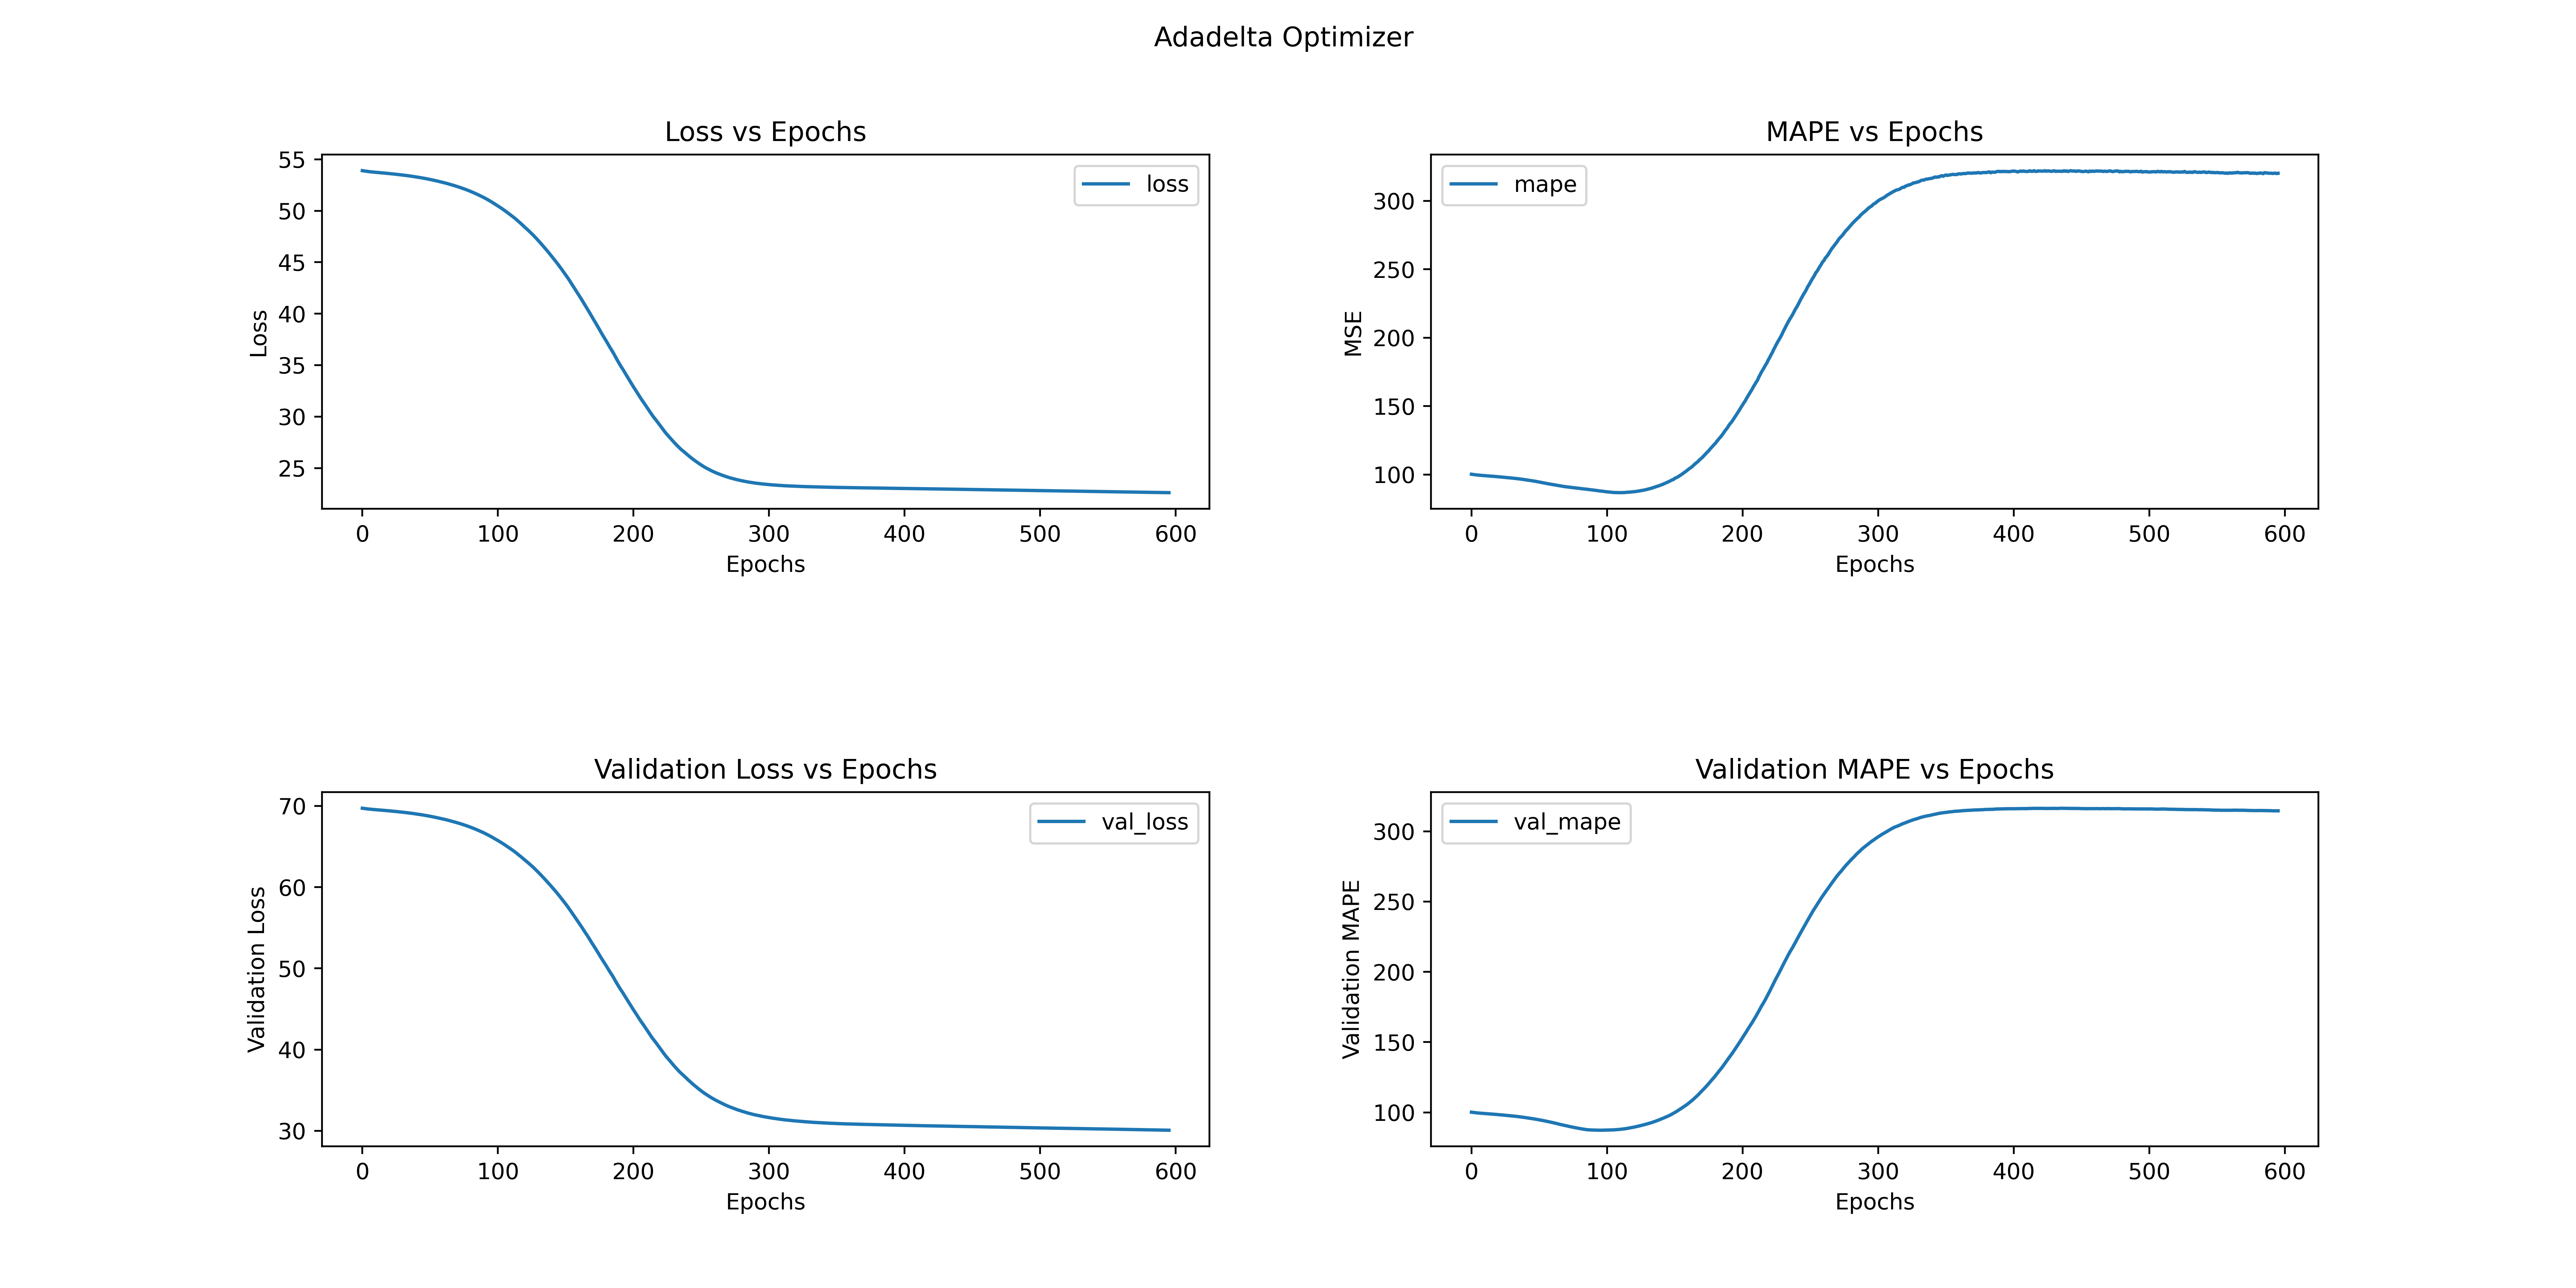 Adadelta Optimizer
Loss vs Epochs
55
50
45
40
35
30
25
Loss
loss
0 100 200 300 400 500 600
Epochs
MAPE vs Epochs
300
250
200
150
100
MSE
mape
0 100 200 300 400 500 600
Epochs
Validation Loss vs Epochs
70
60
50
40
30
Validation Loss
val_loss
0 100 200 300 400 500 600
Epochs
Validation MAPE vs Epochs
300
250
200
150
100
Validation MAPE
val_mape
0 100 200 300 400 500 600
Epochs